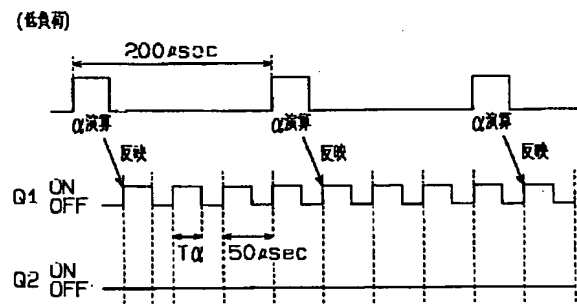 (低負荷)
200μsec
α演算 α演算 α演算
反映 反映 反映
Q1 ON
OFF
Tα 50μsec
Q2 ON
OFF